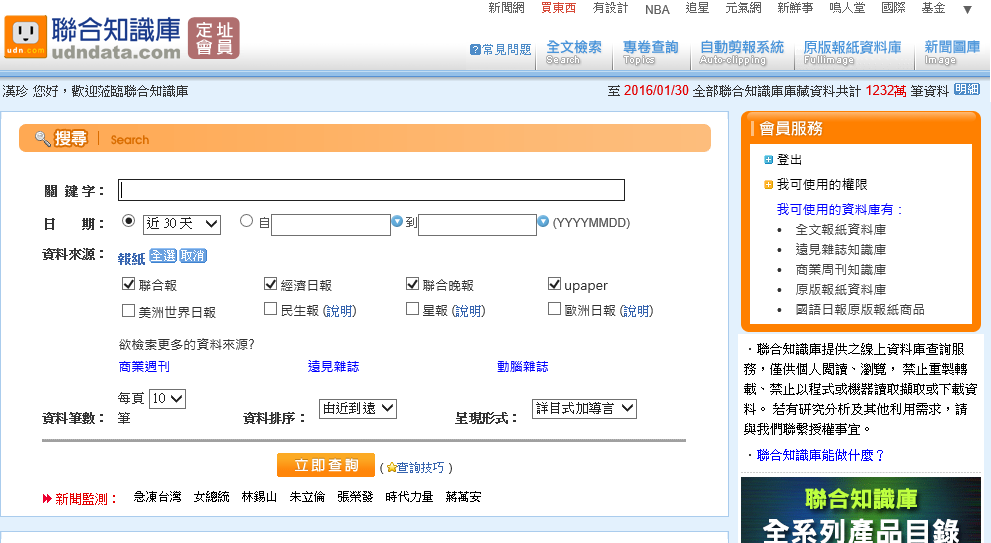 新聞網 買東西 有設計 NBA 追星 元氣網 新鮮事 鳴人堂 國際 基金 ▼
udn.com 聯合知識庫 udndata.com 定址會員
?常見問題 全文檢索 Search 專卷查詢 Topics 自動剪報系統 Auto-clipping 原版報紙資料庫 Fullimage 新聞圖庫 Image
漢珍 您好，歡迎蒞臨聯合知識庫
至 2016/01/30 全部聯合知識庫庫藏資料共計 1232萬 筆資料 明細
搜尋 | Search
關 鍵 字：
日 期： 近 30 天 自 到 (YYYYMMDD)
資料來源： 報紙 全選 取消
聯合報 經濟日報 聯合晚報 upaper
美洲世界日報 民生報 (說明) 星報 (說明) 歐洲日報 (說明)
欲檢索更多的資料來源?
商業週刊 遠見雜誌 動腦雜誌
資料筆數： 每頁 10 筆 資料排序： 由近到遠 呈現形式： 詳目式加導言
立即查詢 (查詢技巧 )
新聞監測： 急凍台灣 女總統 林錫山 朱立倫 張榮發 時代力量 蔣萬安
會員服務
登出
我可使用的權限
我可使用的資料庫有：
• 全文報紙資料庫
• 遠見雜誌知識庫
• 商業周刊知識庫
• 原版報紙資料庫
• 國語日報原版報紙商品
．聯合知識庫提供之線上資料庫查詢服
務，僅供個人閱讀、瀏覽， 禁止重製轉
載、禁止以程式或機器讀取擷取或下載資
料。 若有研究分析及其他利用需求，請
與我們聯繫授權事宜。
．聯合知識庫能做什麼？
聯合知識庫
全系列產品目錄